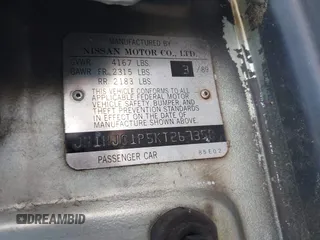 MANUFACTURED BY
NISSAN MOTOR CO., LTD.
GVWR 4167 LBS
GAWR FR. 2315 LBS 3/89
RR 2183 LBS
THIS VEHICLE CONFORMS TO ALL
APPLICABLE FEDERAL MOTOR
VEHICLE SAFETY, BUMPER, AND
THEFT PREVENTION STANDARDS
IN EFFECT ON THE DATE OF
MANUFACTURE SHOWN ABOVE.
PASSENGER CAR
DREAMBID